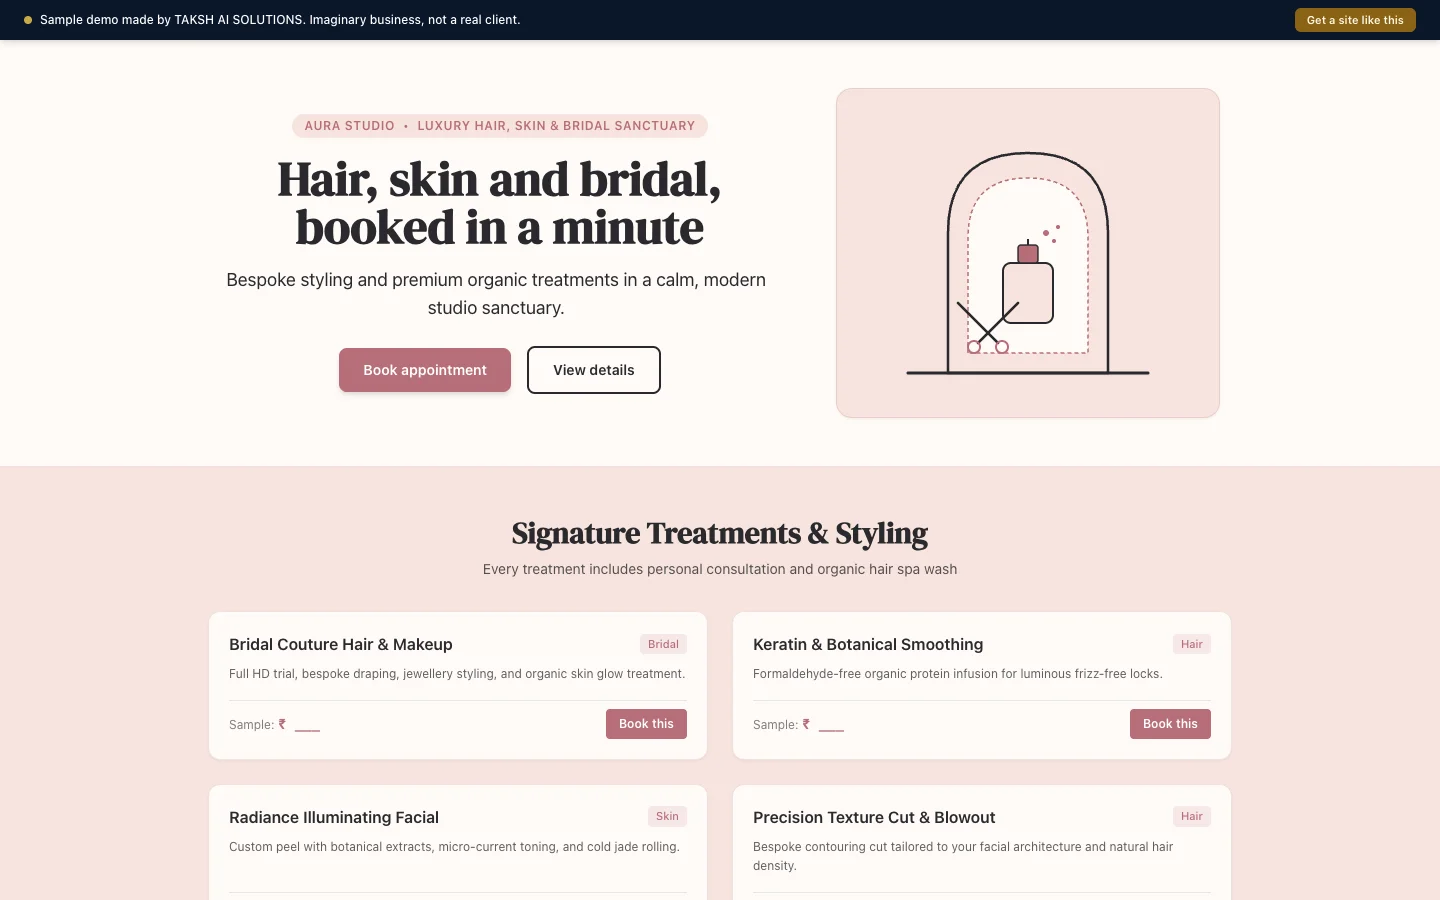 Sample demo made by TAKSH AI SOLUTIONS. Imaginary business, not a real client.
Get a site like this
AURA STUDIO • LUXURY HAIR, SKIN & BRIDAL SANCTUARY
Hair, skin and bridal,
booked in a minute
Bespoke styling and premium organic treatments in a calm, modern
studio sanctuary.
Book appointment
View details
Signature Treatments & Styling
Every treatment includes personal consultation and organic hair spa wash
Bridal Couture Hair & Makeup
Bridal
Full HD trial, bespoke draping, jewellery styling, and organic skin glow treatment.
Sample: ₹ ___
Book this
Keratin & Botanical Smoothing
Hair
Formaldehyde-free organic protein infusion for luminous frizz-free locks.
Sample: ₹ ___
Book this
Radiance Illuminating Facial
Skin
Custom peel with botanical extracts, micro-current toning, and cold jade rolling.
Precision Texture Cut & Blowout
Hair
Bespoke contouring cut tailored to your facial architecture and natural hair
density.